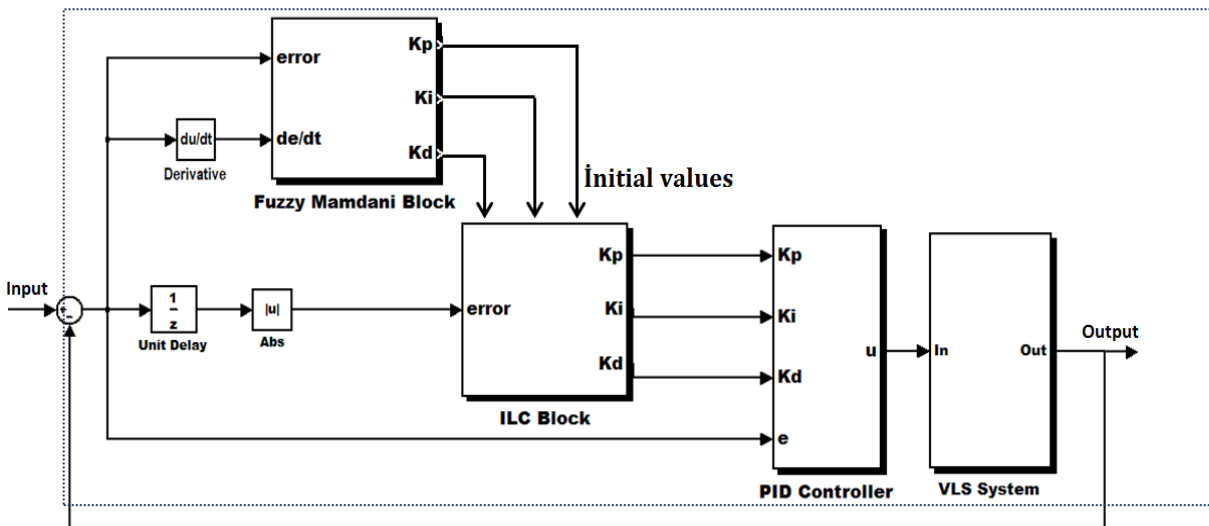 error
de/dt
Kp
Ki
Kd
Fuzzy Mamdani Block
du/dt
Derivative
İnitial values
Input
+
-
1
z
Unit Delay
|u|
Abs
error
Kp
Ki
Kd
ILC Block
Kp
Ki
Kd
e
u
PID Controller
In
Out
VLS System
Output